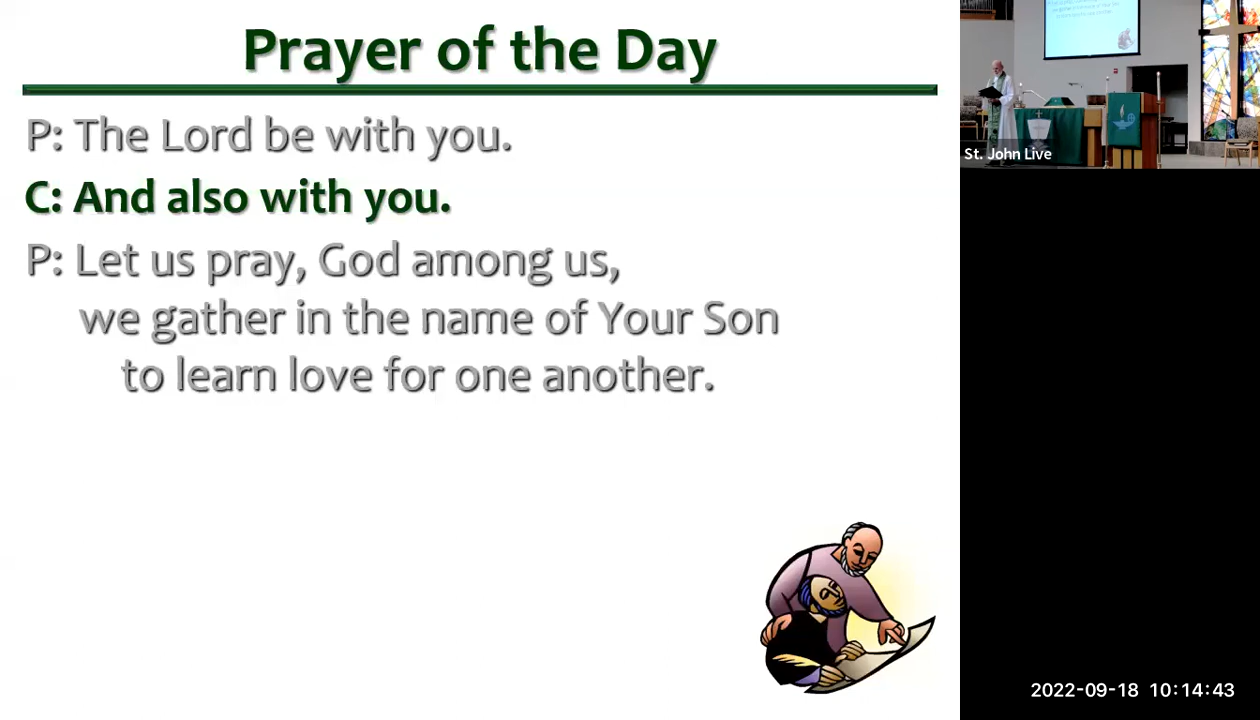 Prayer of the Day
P: The Lord be with you.
C: And also with you.
P: Let us pray, God among us,
we gather in the name of Your Son
to learn love for one another.
St. John Live
2022-09-18 10:14:43